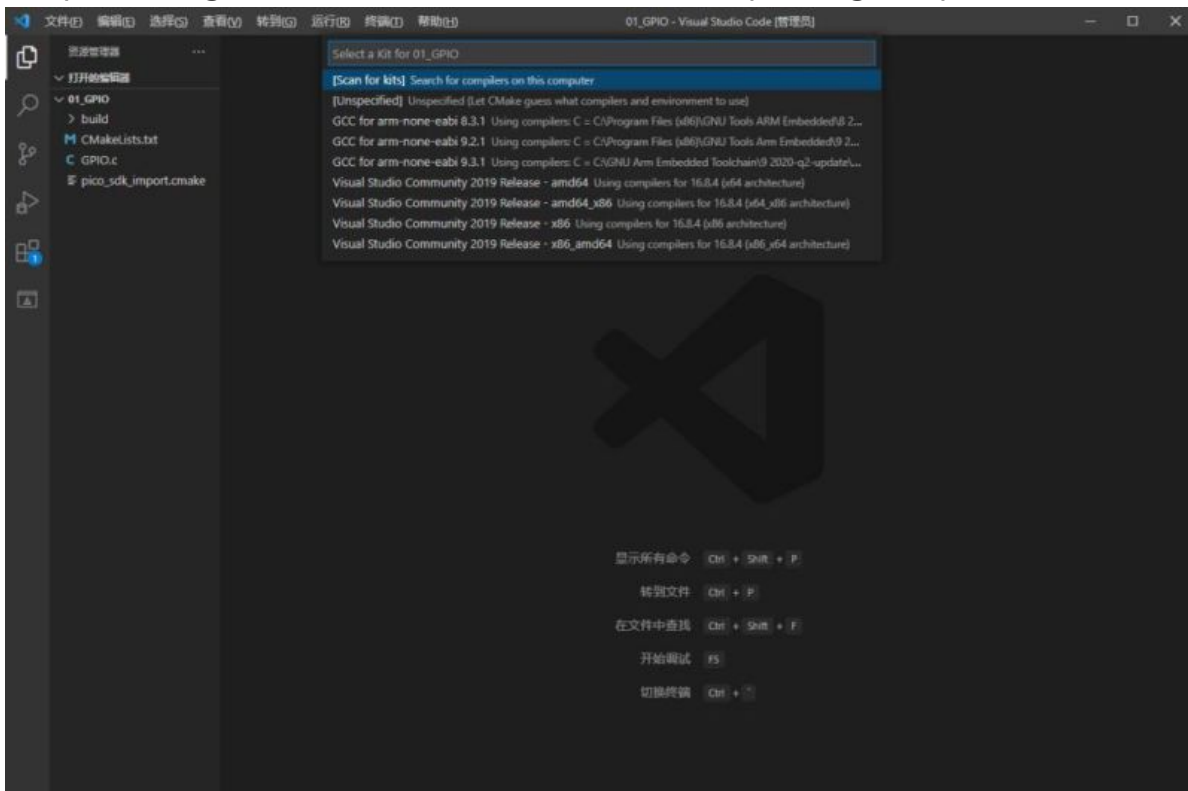 文件(F) 编辑(E) 选择(S) 查看(V) 转到(G) 运行(R) 终端(T) 帮助(H) 01_GPIO - Visual Studio Code [管理员]
资源管理器 ...
打开的编辑器
01_GPIO
build
CMakeLists.txt
GPIO.c
pico_sdk_import.cmake
Select a Kit for 01_GPIO
[Scan for kits] Search for compilers on this computer
[Unspecified] Unspecified (Let CMake guess what compilers and environment to use)
GCC for arm-none-eabi 8.3.1 Using compilers: C = C:\Program Files (x86)\GNU Tools ARM Embedded\8 2...
GCC for arm-none-eabi 9.2.1 Using compilers: C = C:\Program Files (x86)\GNU Tools Arm Embedded\9 2...
GCC for arm-none-eabi 9.3.1 Using compilers: C = C:\GNU Arm Embedded Toolchain\9 2020-q2-update\...
Visual Studio Community 2019 Release - amd64 Using compilers for 16.8.4 (x64 architecture)
Visual Studio Community 2019 Release - amd64_x86 Using compilers for 16.8.4 (x64_x86 architecture)
Visual Studio Community 2019 Release - x86 Using compilers for 16.8.4 (x86 architecture)
Visual Studio Community 2019 Release - x86_amd64 Using compilers for 16.8.4 (x86_x64 architecture)
显示所有命令 Ctrl + Shift + P
转到文件 Ctrl + P
在文件中查找 Ctrl + Shift + F
开始调试 F5
切换终端 Ctrl + `